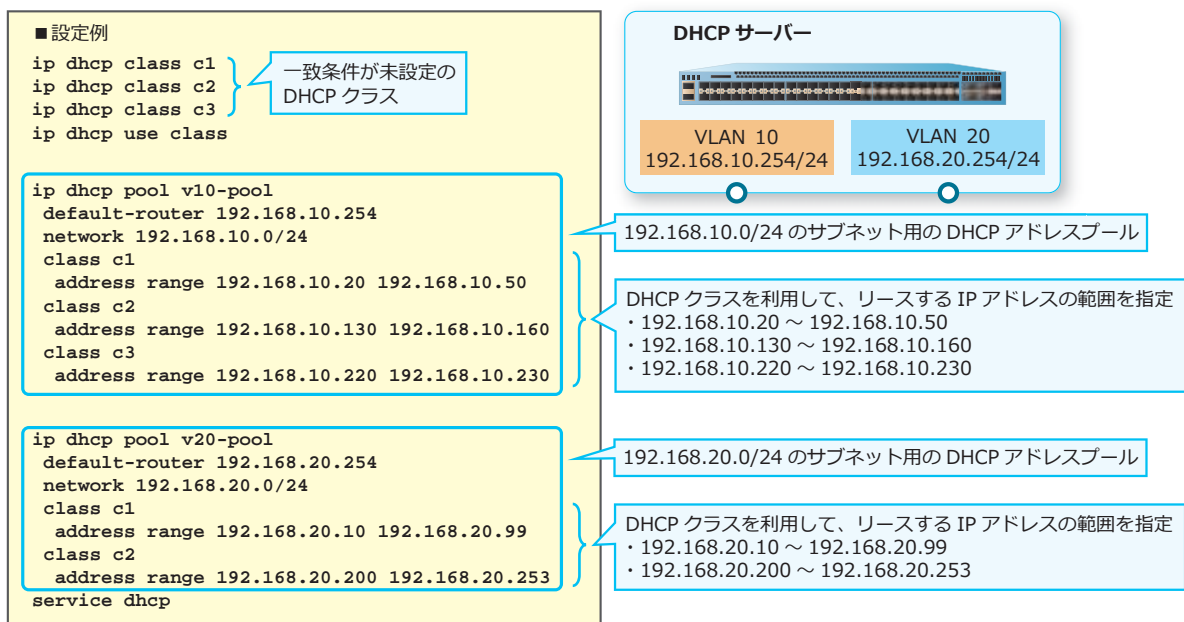 ■設定例
ip dhcp class c1
ip dhcp class c2
ip dhcp class c3
ip dhcp use class
一致条件が未設定の
DHCP クラス
ip dhcp pool v10-pool
default-router 192.168.10.254
network 192.168.10.0/24
class c1
address range 192.168.10.20 192.168.10.50
class c2
address range 192.168.10.130 192.168.10.160
class c3
address range 192.168.10.220 192.168.10.230
ip dhcp pool v20-pool
default-router 192.168.20.254
network 192.168.20.0/24
class c1
address range 192.168.20.10 192.168.20.99
class c2
address range 192.168.20.200 192.168.20.253
service dhcp
DHCP サーバー
VLAN 10
192.168.10.254/24
VLAN 20
192.168.20.254/24
192.168.10.0/24 のサブネット用の DHCP アドレスプール
DHCP クラスを利用して、リースする IP アドレスの範囲を指定
・192.168.10.20 ～ 192.168.10.50
・192.168.10.130 ～ 192.168.10.160
・192.168.10.220 ～ 192.168.10.230
192.168.20.0/24 のサブネット用の DHCP アドレスプール
DHCP クラスを利用して、リースする IP アドレスの範囲を指定
・192.168.20.10 ～ 192.168.20.99
・192.168.20.200 ～ 192.168.20.253